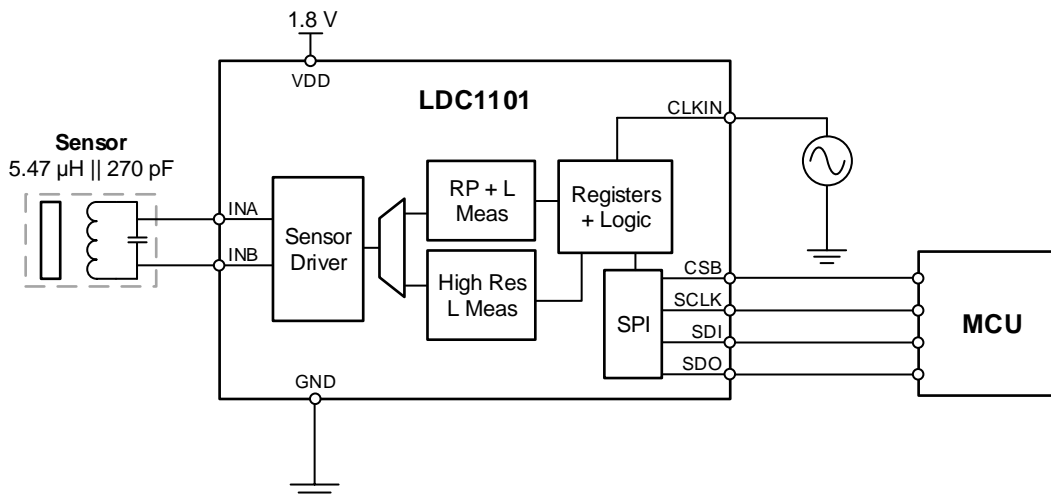 1.8 V
VDD
LDC1101
CLKIN
Sensor
5.47 µH || 270 pF
INA
INB
Sensor
Driver
RP + L
Meas
High Res
L Meas
Registers
+ Logic
SPI
CSB
SCLK
SDI
SDO
MCU
GND